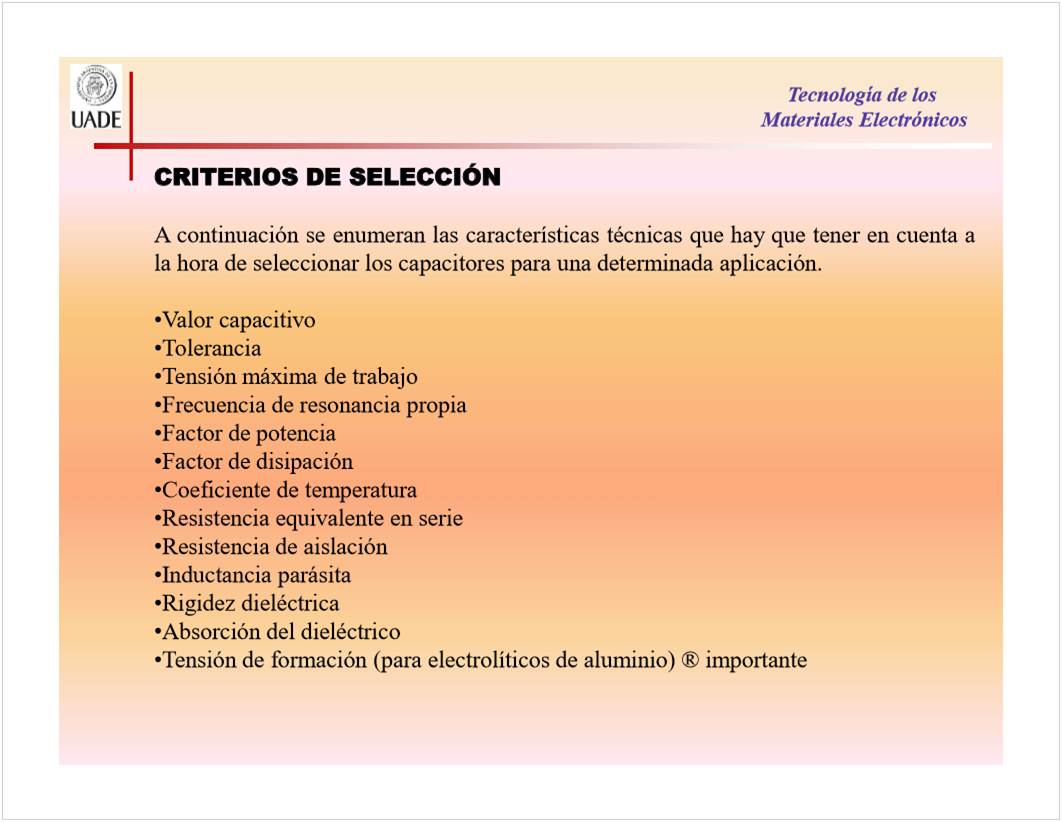 UADE
Tecnología de los
Materiales Electrónicos
CRITERIOS DE SELECCIÓN
A continuación se enumeran las características técnicas que hay que tener en cuenta a
la hora de seleccionar los capacitores para una determinada aplicación.
•Valor capacitivo
•Tolerancia
•Tensión máxima de trabajo
•Frecuencia de resonancia propia
•Factor de potencia
•Factor de disipación
•Coeficiente de temperatura
•Resistencia equivalente en serie
•Resistencia de aislación
•Inductancia parásita
•Rigidez dieléctrica
•Absorción del dieléctrico
•Tensión de formación (para electrolíticos de aluminio) ® importante